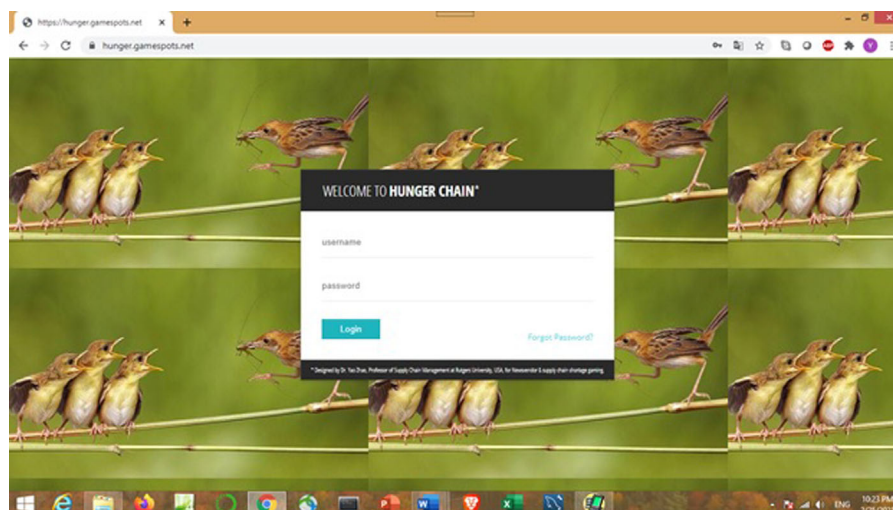 https://hunger.gamespots.net
hunger.gamespots.net
WELCOME TO HUNGER CHAIN*
username
password
Login
Forgot Password?
* Designed by Dr. Yao Zhao, Professor of Supply Chain Management at Rutgers University, USA, for Newsvendor & supply chain shortage gaming.
ENG
10:23 PM